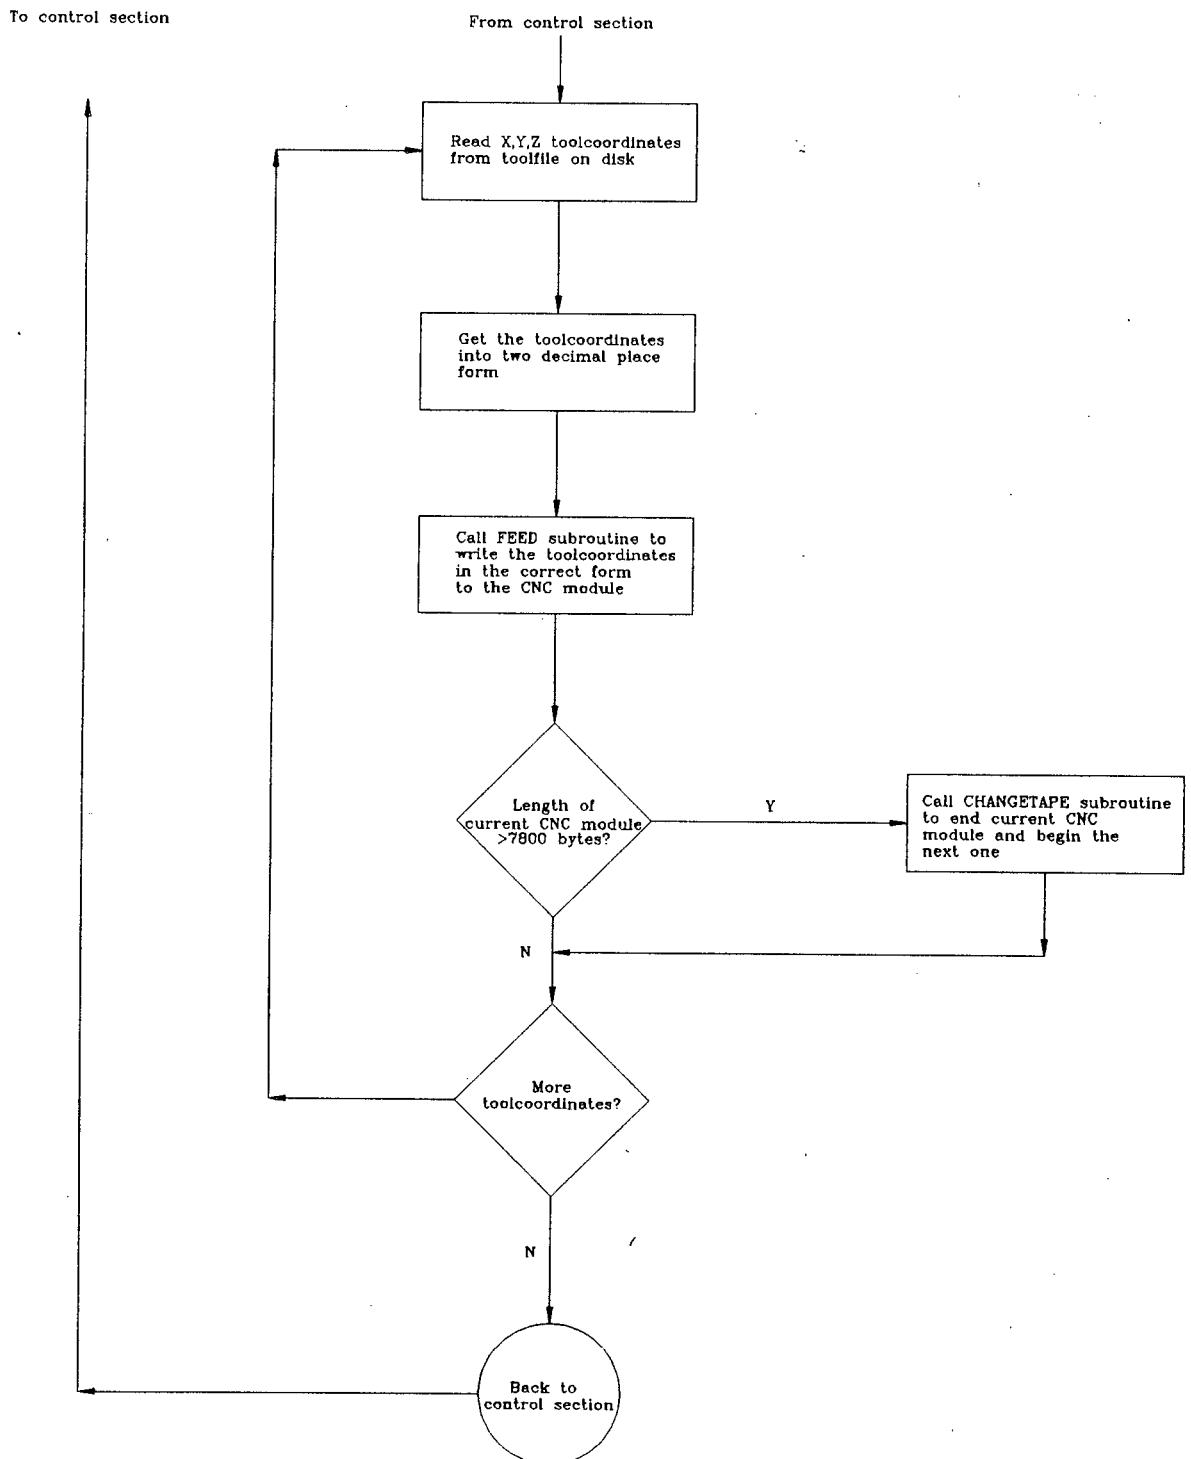 To control section
From control section
Read X,Y,Z toolcoordinates
from toolfile on disk
Get the toolcoordinates
into two decimal place
form
Call FEED subroutine to
write the toolcoordinates
in the correct form
to the CNC module
Length of
current CNC module
>7800 bytes?
Y
Call CHANGETAPE subroutine
to end current CNC
module and begin the
next one
N
More
toolcoordinates?
N
Back to
control section